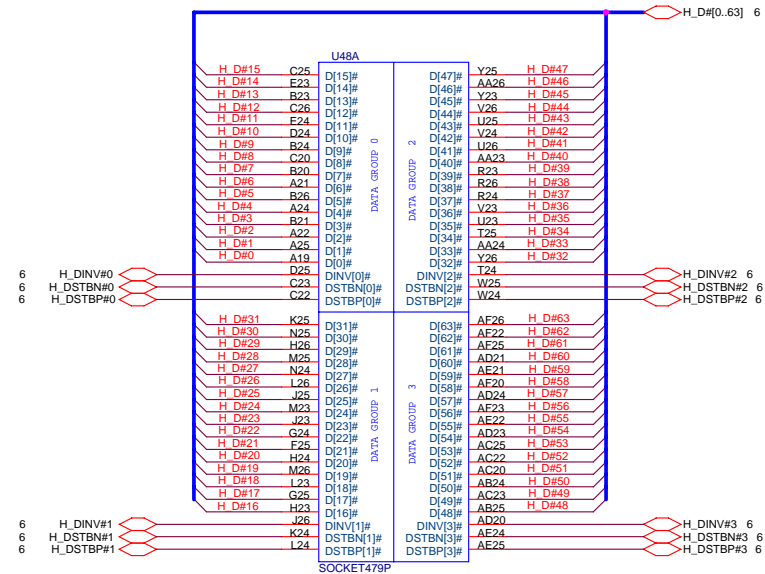 H_D#[0..63] 6
U48A
H_D#15 C25 D[15]# D[47]# Y25 H_D#47
H_D#14 E23 D[14]# D[46]# AA26 H_D#46
H_D#13 B23 D[13]# D[45]# Y23 H_D#45
H_D#12 C26 D[12]# D[44]# V26 H_D#44
H_D#11 E24 D[11]# D[43]# U25 H_D#43
H_D#10 D24 D[10]# D[42]# V24 H_D#42
H_D#9 B24 D[9]# D[41]# U26 H_D#41
H_D#8 C20 D[8]# D[40]# AA23 H_D#40
H_D#7 B20 D[7]# D[39]# R23 H_D#39
H_D#6 A21 D[6]# D[38]# R26 H_D#38
H_D#5 B26 D[5]# D[37]# R24 H_D#37
H_D#4 A24 D[4]# D[36]# V23 H_D#36
H_D#3 B21 D[3]# D[35]# U23 H_D#35
H_D#2 A22 D[2]# D[34]# T25 H_D#34
H_D#1 A25 D[1]# D[33]# AA24 H_D#33
H_D#0 A19 D[0]# D[32]# Y26 H_D#32
DATA GROUP 0
DATA GROUP 2
6 H_DINV#0 D25 DINV[0]# DINV[2]# T24 H_DINV#2 6
6 H_DSTBN#0 C23 DSTBN[0]# DSTBN[2]# W25 H_DSTBN#2 6
6 H_DSTBP#0 C22 DSTBP[0]# DSTBP[2]# W24 H_DSTBP#2 6
H_D#31 K25 D[31]# D[63]# AF26 H_D#63
H_D#30 N25 D[30]# D[62]# AF22 H_D#62
H_D#29 H26 D[29]# D[61]# AF25 H_D#61
H_D#28 M25 D[28]# D[60]# AD21 H_D#60
H_D#27 N24 D[27]# D[59]# AE21 H_D#59
H_D#26 L26 D[26]# D[58]# AF20 H_D#58
H_D#25 J25 D[25]# D[57]# AD24 H_D#57
H_D#24 M23 D[24]# D[56]# AF23 H_D#56
H_D#23 J23 D[23]# D[55]# AE22 H_D#55
H_D#22 G24 D[22]# D[54]# AD23 H_D#54
H_D#21 F25 D[21]# D[53]# AC25 H_D#53
H_D#20 H24 D[20]# D[52]# AC22 H_D#52
H_D#19 M26 D[19]# D[51]# AC20 H_D#51
H_D#18 L23 D[18]# D[50]# AB24 H_D#50
H_D#17 G25 D[17]# D[49]# AC23 H_D#49
H_D#16 H23 D[16]# D[48]# AB25 H_D#48
DATA GROUP 1
DATA GROUP 3
6 H_DINV#1 J26 DINV[1]# DINV[3]# AD20 H_DINV#3 6
6 H_DSTBN#1 K24 DSTBN[1]# DSTBN[3]# AE24 H_DSTBN#3 6
6 H_DSTBP#1 L24 DSTBP[1]# DSTBP[3]# AE25 H_DSTBP#3 6
SOCKET479P